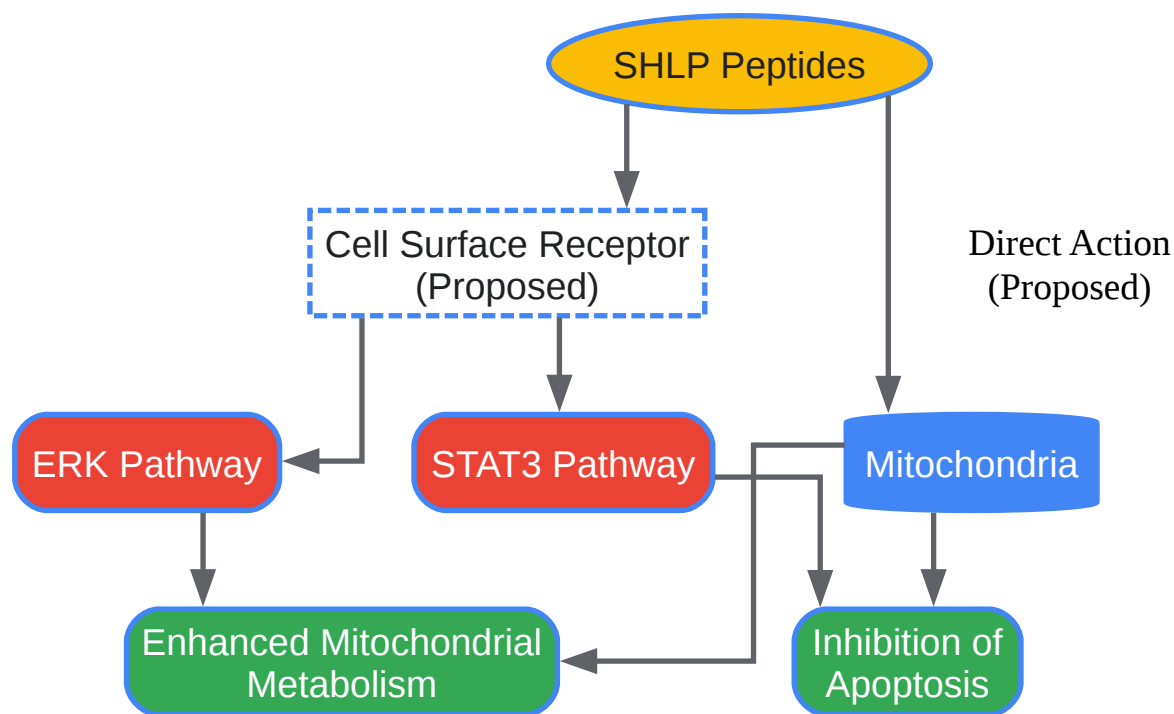 SHLP Peptides
Cell Surface Receptor
(Proposed)
Direct Action
(Proposed)
ERK Pathway
STAT3 Pathway
Mitochondria
Enhanced Mitochondrial
Metabolism
Inhibition of
Apoptosis